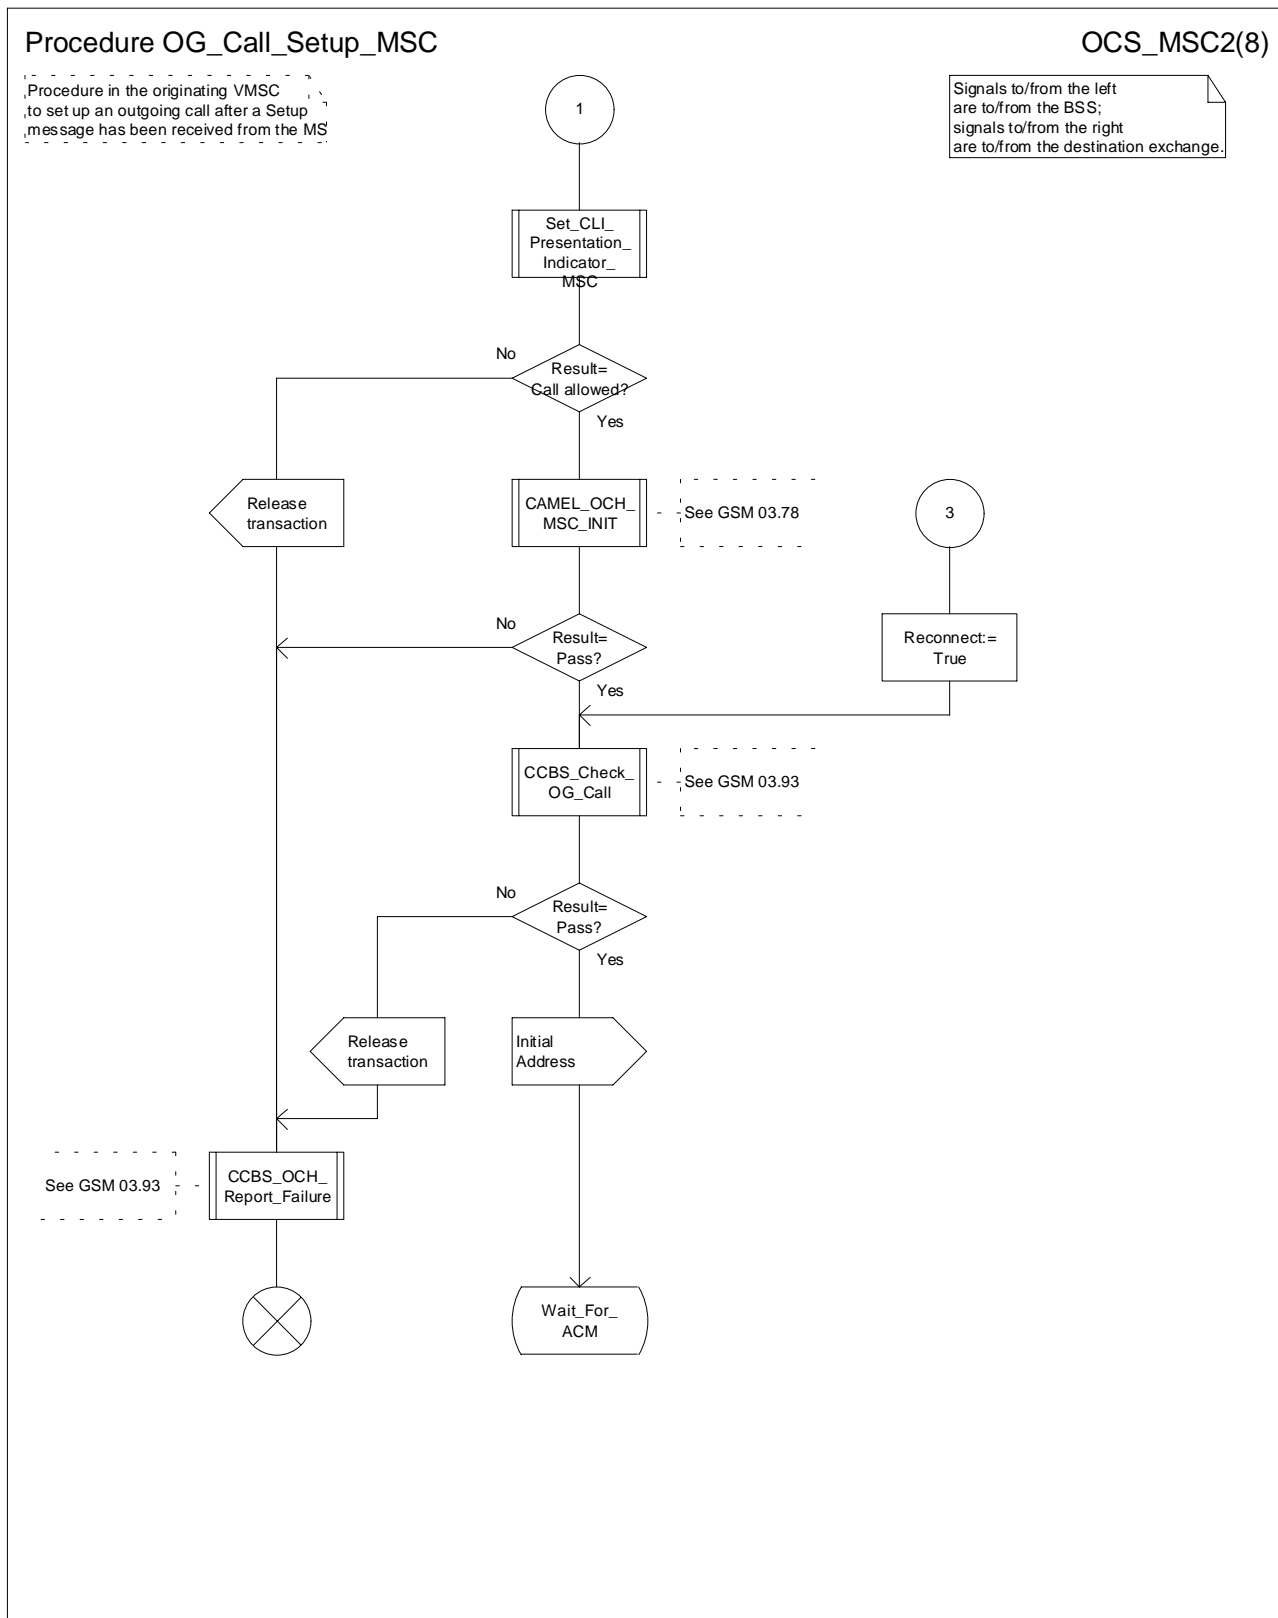 Procedure OG_Call_Setup_MSC
OCS_MSC2(8)
Procedure in the originating VMSC
to set up an outgoing call after a Setup
message has been received from the MS
Signals to/from the left
are to/from the BSS;
signals to/from the right
are to/from the destination exchange.
1
Set_CLI_
Presentation_
Indicator_
MSC
No
Result=
Call allowed?
Yes
Release
transaction
CAMEL_OCH_
MSC_INIT
See GSM 03.78
3
No
Result=
Pass?
Yes
Reconnect:=
True
CCBS_Check_
OG_Call
See GSM 03.93
No
Result=
Pass?
Yes
Release
transaction
Initial
Address
See GSM 03.93
CCBS_OCH_
Report_Failure
Wait_For_
ACM